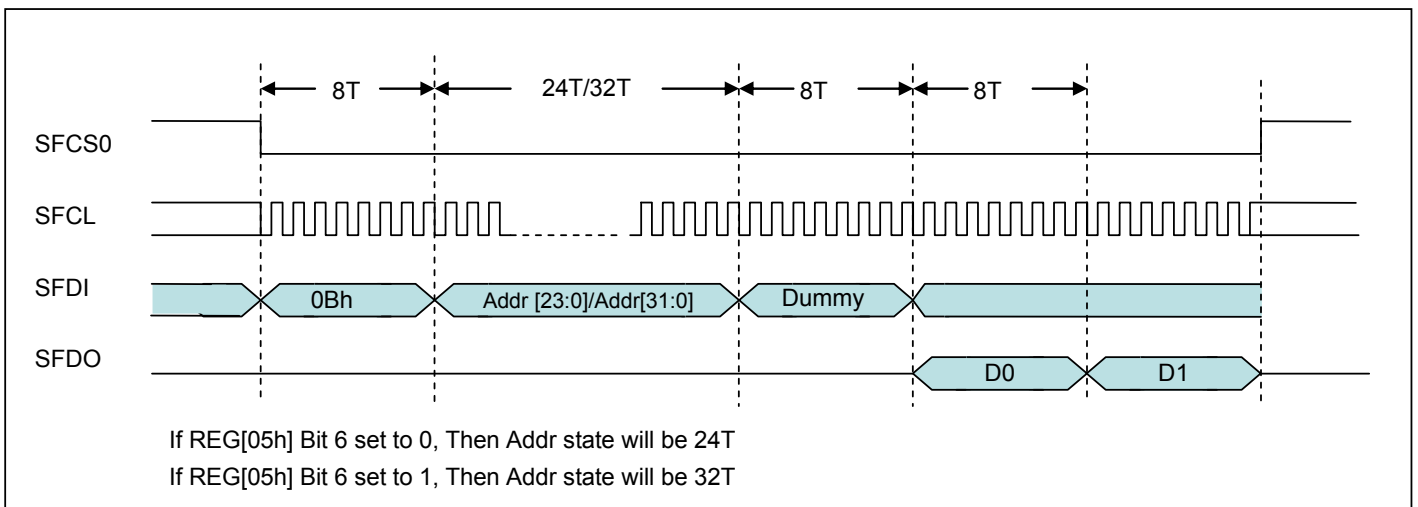 8T 24T/32T 8T 8T
SFCS0
SFCL
SFDI 0Bh Addr [23:0]/Addr[31:0] Dummy
SFDO D0 D1
If REG[05h] Bit 6 set to 0, Then Addr state will be 24T
If REG[05h] Bit 6 set to 1, Then Addr state will be 32T